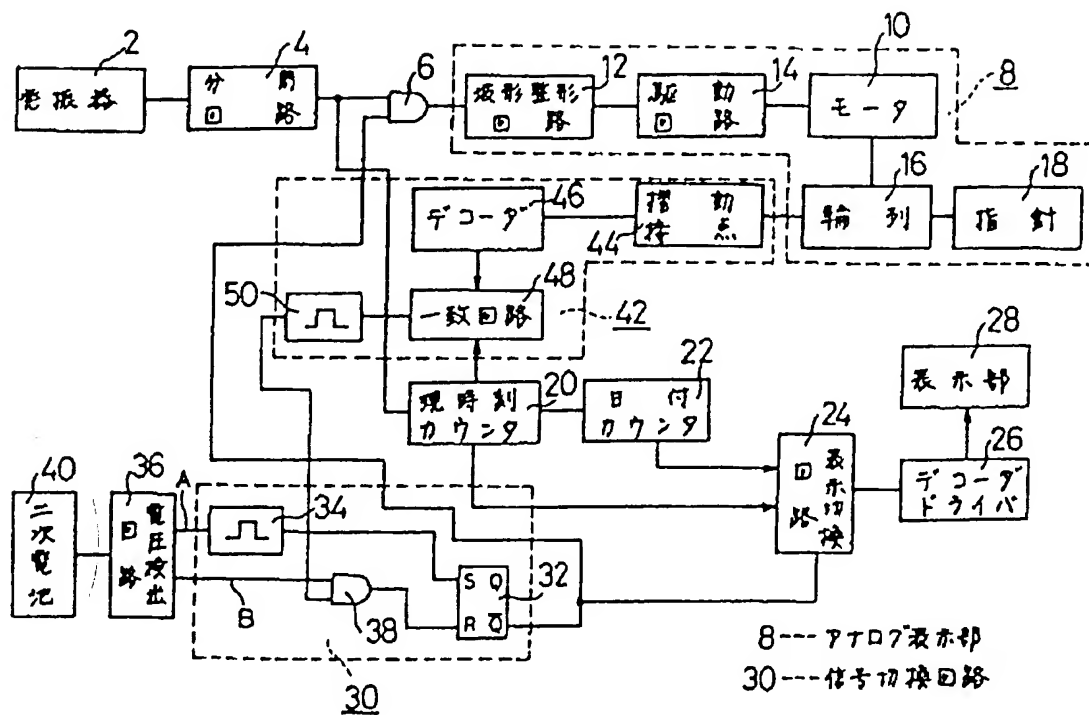 2
発振器
4
分周
回路
6
12
波形整形
回路
14
駆動
回路
10
モータ
8
16
輪列
18
指針
46
デコーダ
44
摺動
接点
50
48
一致回路
42
20
現時刻
カウンタ
22
日付
カウンタ
28
表示部
24
表示切換
回路
26
デコーダ
ドライバ
40
二次電池
36
電圧検出
回路
A
34
B
38
S Q
R Q̅
32
30
8---アナログ表示部
30---信号切換回路